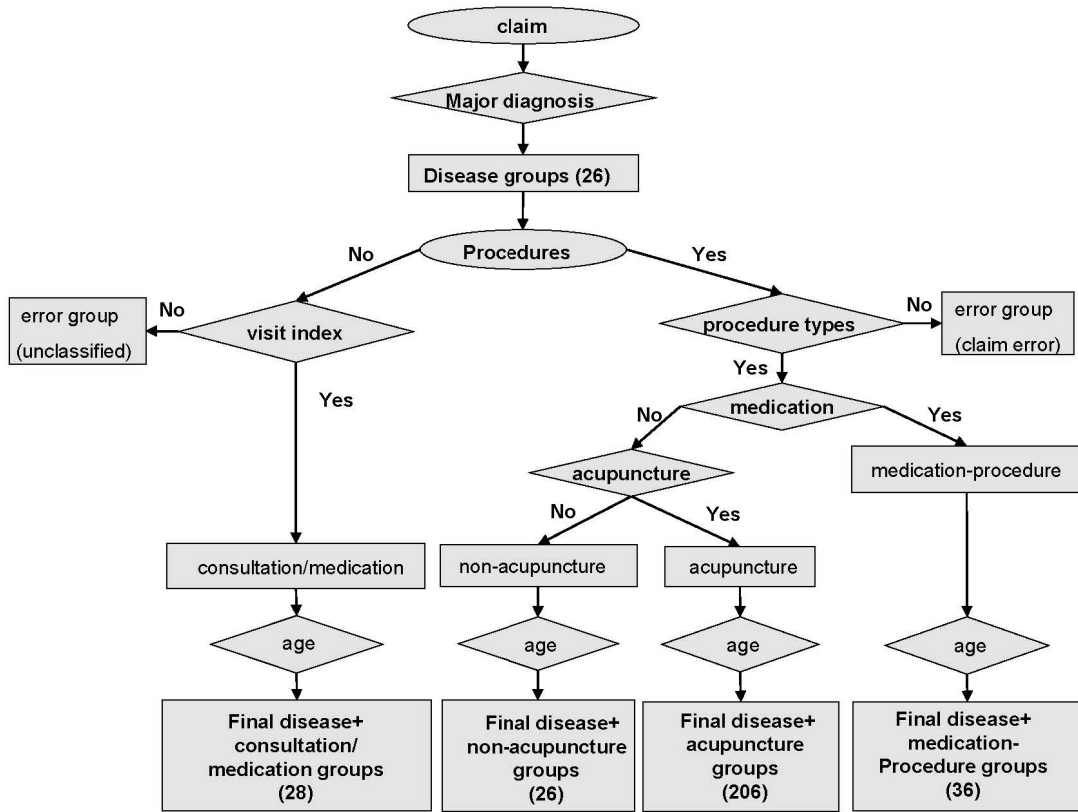 claim
Major diagnosis
Disease groups (26)
No
Procedures
Yes
error group
(unclassified)
No
visit index
procedure types
No
error group
(claim error)
Yes
Yes
No
medication
Yes
acupuncture
medication-procedure
No
Yes
consultation/medication
non-acupuncture
acupuncture
age
age
age
age
Final disease+
consultation/
medication groups
(28)
Final disease+
non-acupuncture
groups
(26)
Final disease+
acupuncture
groups
(206)
Final disease+
medication-
Procedure groups
(36)